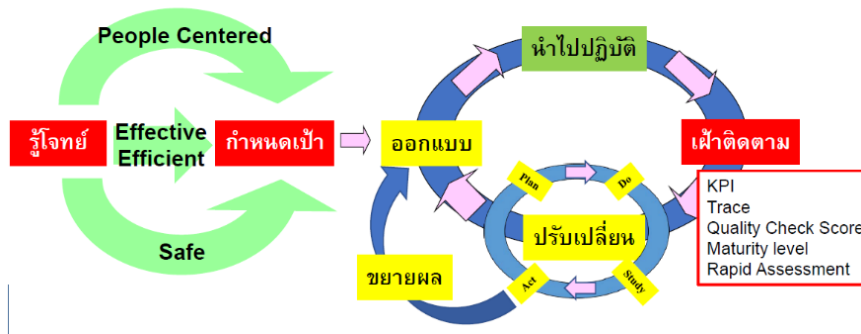 People Centered
รู้โจทย์
Effective
Efficient
กำหนดเป้า
Safe
ออกแบบ
นำไปปฏิบัติ
เฝ้าติดตาม
KPI
Trace
Quality Check Score
Maturity level
Rapid Assessment
Plan
Do
ปรับเปลี่ยน
Study
Act
ขยายผล